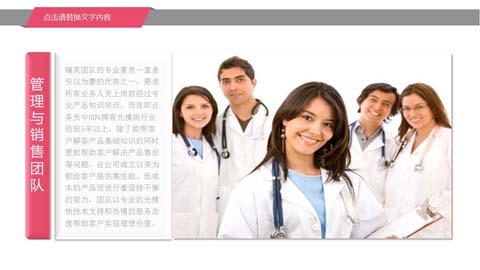 点击请替换文字内容
管理与销售团队
精英团队的专业素质一直是
引以为豪的优势之一，要求
所有业务人员上岗前经过专
业产品知识培训，而在职业
务员中80%拥有光模块行业
经验3年以上，除了能帮客
户解答产品基础知识的同时
更能帮助客户解决产品售后
等问题，自公司成立以来为
能给客户提供高性能、低成
本的产品而进行着坚持不懈
的努力，团队以专业的光模
块技术支持和热情的服务态
度帮助客户实现理想价值。